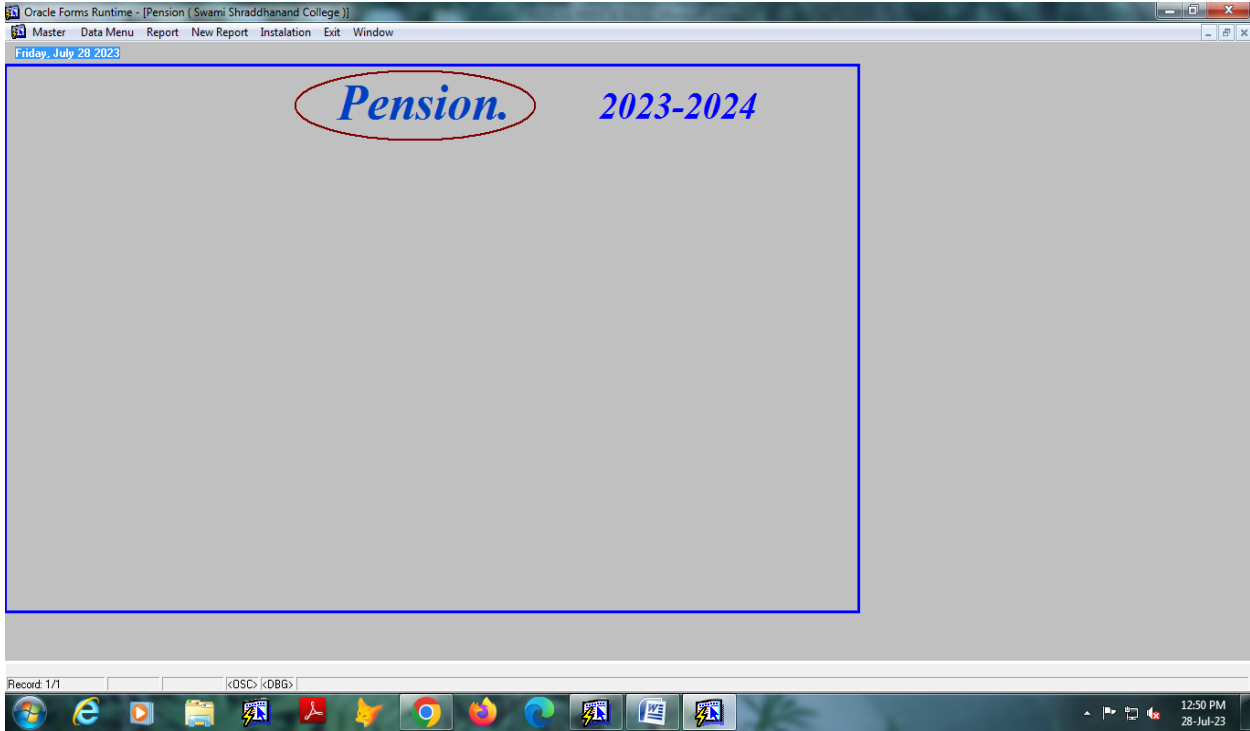 Oracle Forms Runtime - [Pension ( Swami Shraddhanand College )]
Master Data Menu Report New Report Instalation Exit Window
Friday, July 28 2023
Pension. 2023-2024
Record: 1/1 <OSC> <DBG>
12:50 PM
28-Jul-23